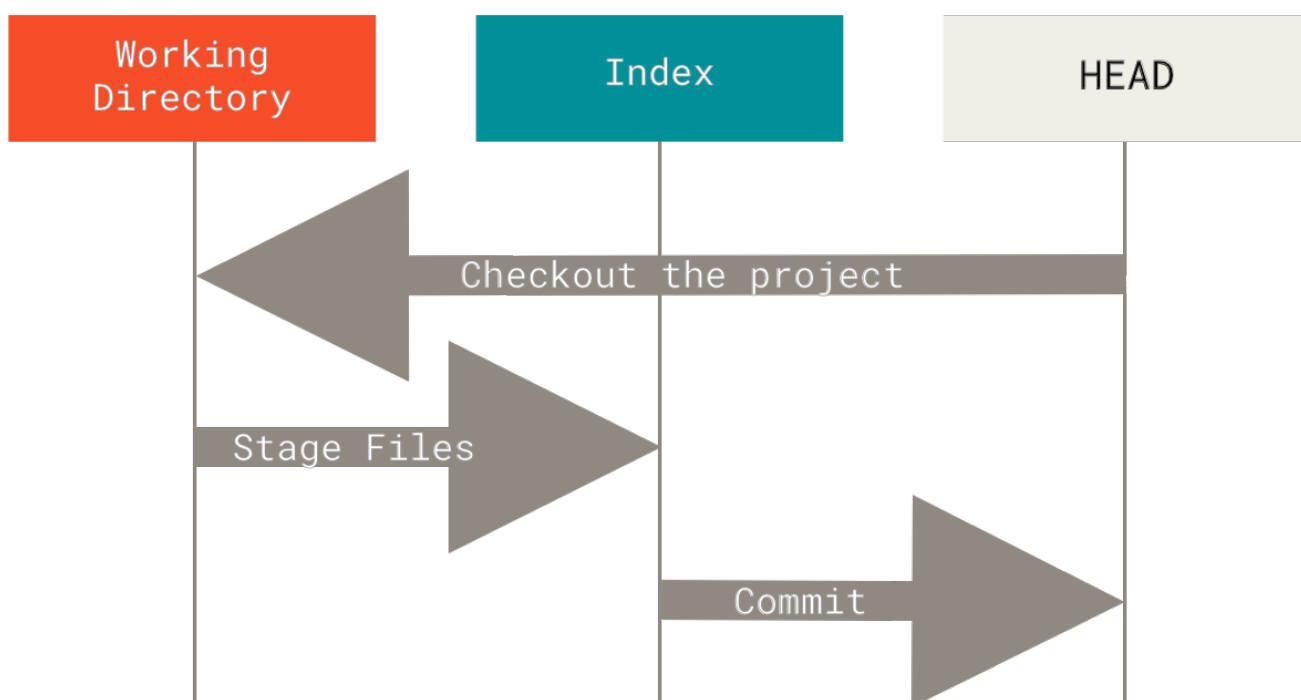 Working
Directory
Index
HEAD
Checkout the project
Stage Files
Commit